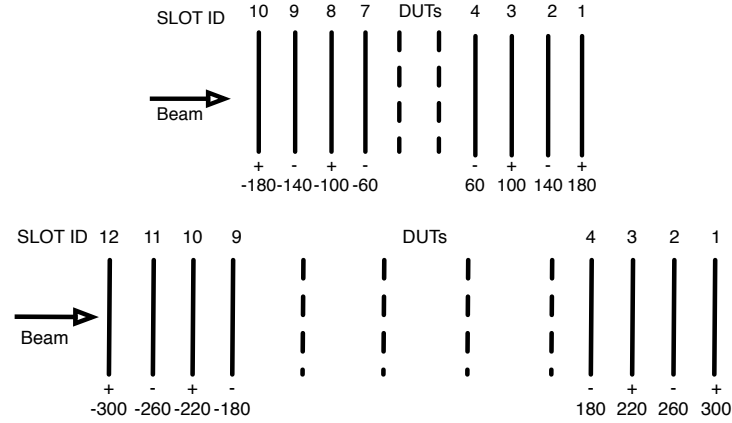 SLOT ID 10 9 8 7 DUTs 4 3 2 1
Beam
+ - + - - + - +
-180 -140 -100 -60 60 100 140 180
SLOT ID 12 11 10 9 DUTs 4 3 2 1
Beam
+ - + - - + - +
-300 -260 -220 -180 180 220 260 300